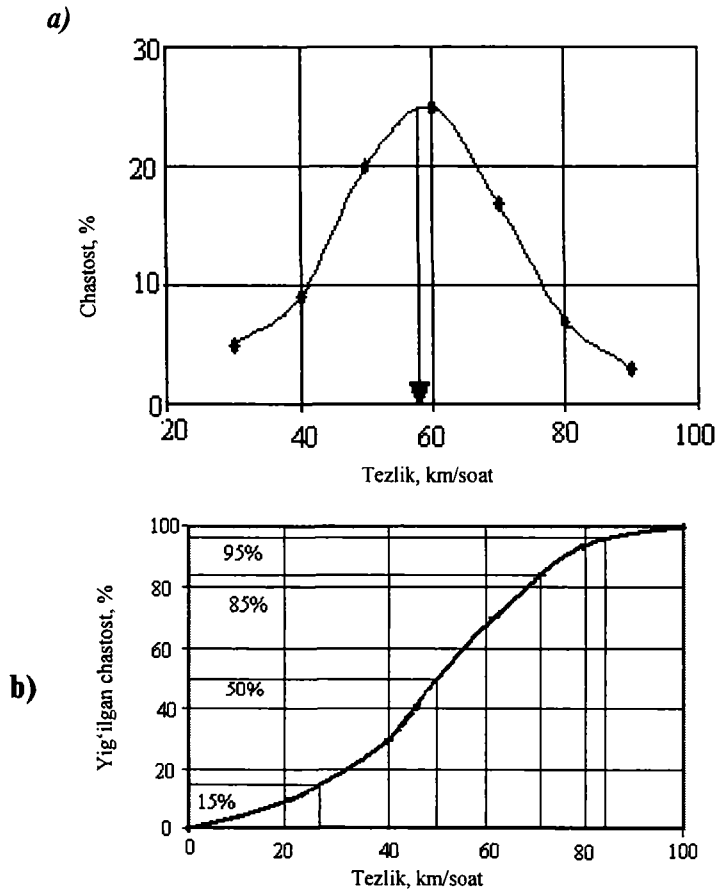 a)
30
20
10
0
Chastost, %
20 40 60 80 100
Tezlik, km/soat
b)
100
80
60
40
20
0
Yig‘ilgan chastost, %
95%
85%
50%
15%
0 20 40 60 80 100
Tezlik, km/soat